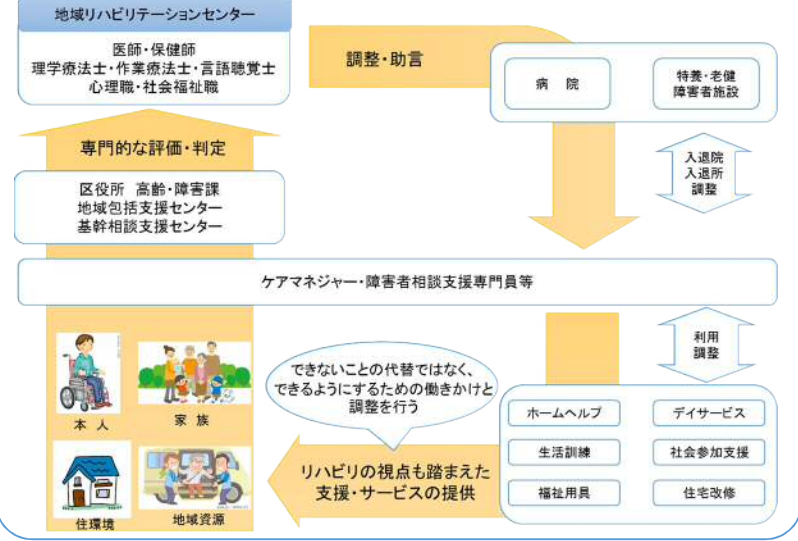 地域リハビリテーションセンター
医師・保健師
理学療法士・作業療法士・言語聴覚士
心理職・社会福祉職
調整・助言
病　院
特養・老健
障害者施設
専門的な評価・判定
入退院
入退所
調整
区役所　高齢・障害課
地域包括支援センター
基幹相談支援センター
ケアマネジャー・障害者相談支援専門員等
利用
調整
できないことの代替ではなく、
できるようにするための働きかけと
調整を行う
本　人
家　族
ホームヘルプ
デイサービス
生活訓練
社会参加支援
福祉用具
住宅改修
リハビリの視点も踏まえた
支援・サービスの提供
住環境
地域資源